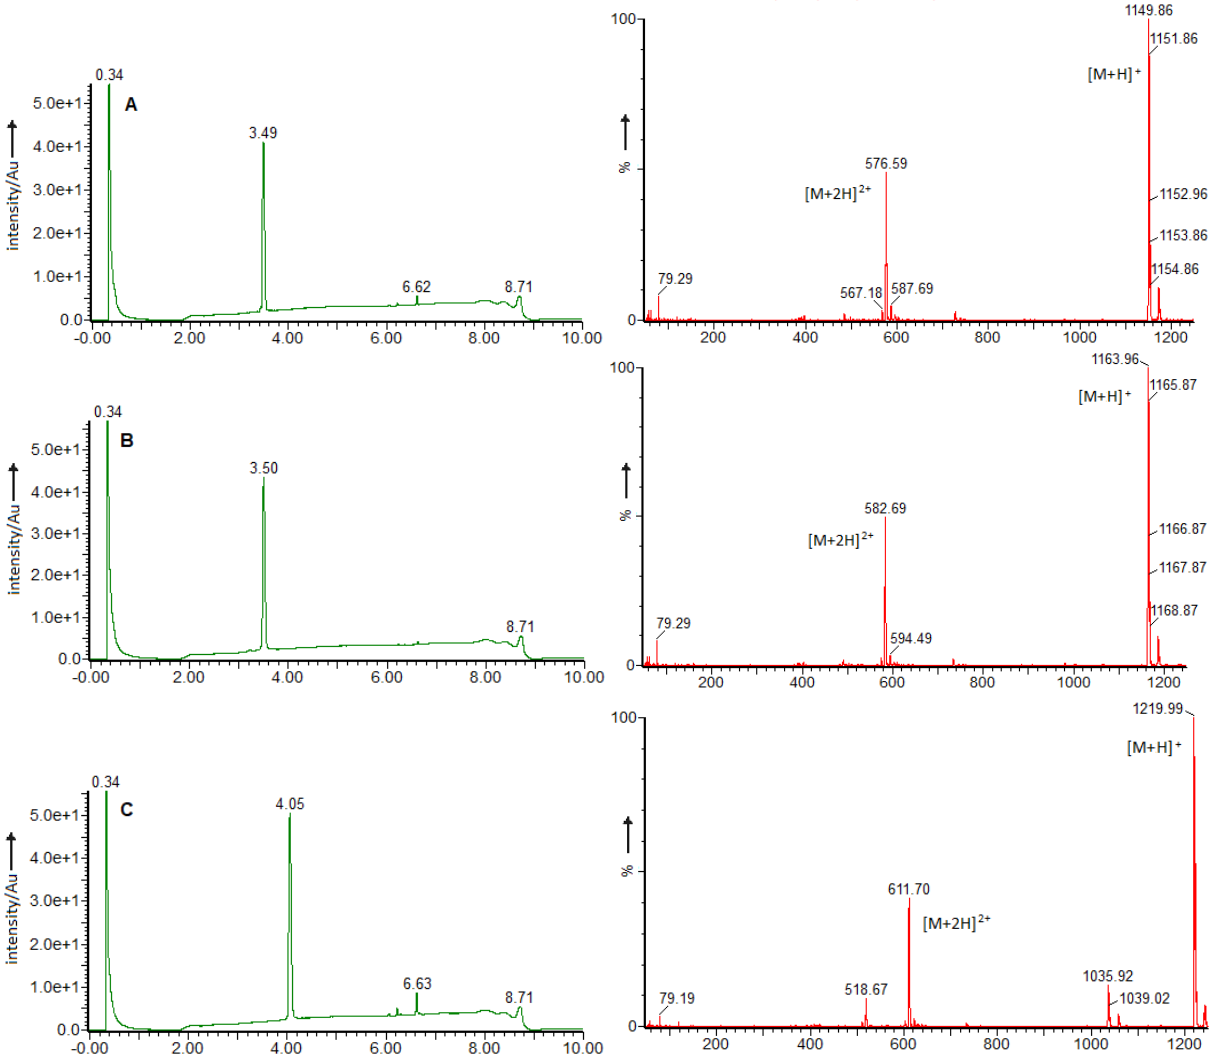 0.34
A
5.0e+1
4.0e+1
3.0e+1
2.0e+1
1.0e+1
0.0
intensity/Au
3.49
6.62
8.71
-0.00 2.00 4.00 6.00 8.00 10.00
100
%
0
1149.86
1151.86
[M+H]+
576.59
[M+2H]2+
1152.96
1153.86
1154.86
79.29
567.18
587.69
200 400 600 800 1000 1200
0.34
B
5.0e+1
4.0e+1
3.0e+1
2.0e+1
1.0e+1
0.0
intensity/Au
3.50
8.71
-0.00 2.00 4.00 6.00 8.00 10.00
100
%
0
1163.96
1165.87
[M+H]+
582.69
[M+2H]2+
1166.87
1167.87
1168.87
79.29
594.49
200 400 600 800 1000 1200
0.34
C
5.0e+1
4.0e+1
3.0e+1
2.0e+1
1.0e+1
0.0
intensity/Au
4.05
6.63
8.71
-0.00 2.00 4.00 6.00 8.00 10.00
100
%
0
1219.99
[M+H]+
611.70
[M+2H]2+
1035.92
1039.02
518.67
79.19
200 400 600 800 1000 1200